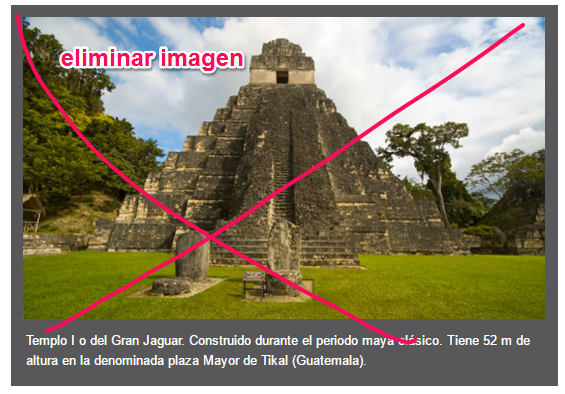 eliminar imagen
Templo I o del Gran Jaguar. Construido durante el periodo maya clásico. Tiene 52 m de
altura en la denominada plaza Mayor de Tikal (Guatemala).